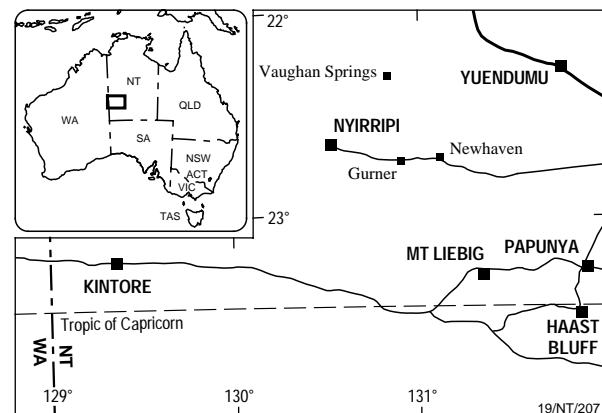 22°
NT
WA
QLD
SA
NSW
ACT
VIC
TAS
Vaughan Springs
YUENDUMU
NYIRRIPI
Newhaven
Gurner
23°
MT LIEBIG
PAPUNYA
KINTORE
Tropic of Capricorn
HAAST
BLUFF
NT
WA
129°
130°
131°
19/NT/207